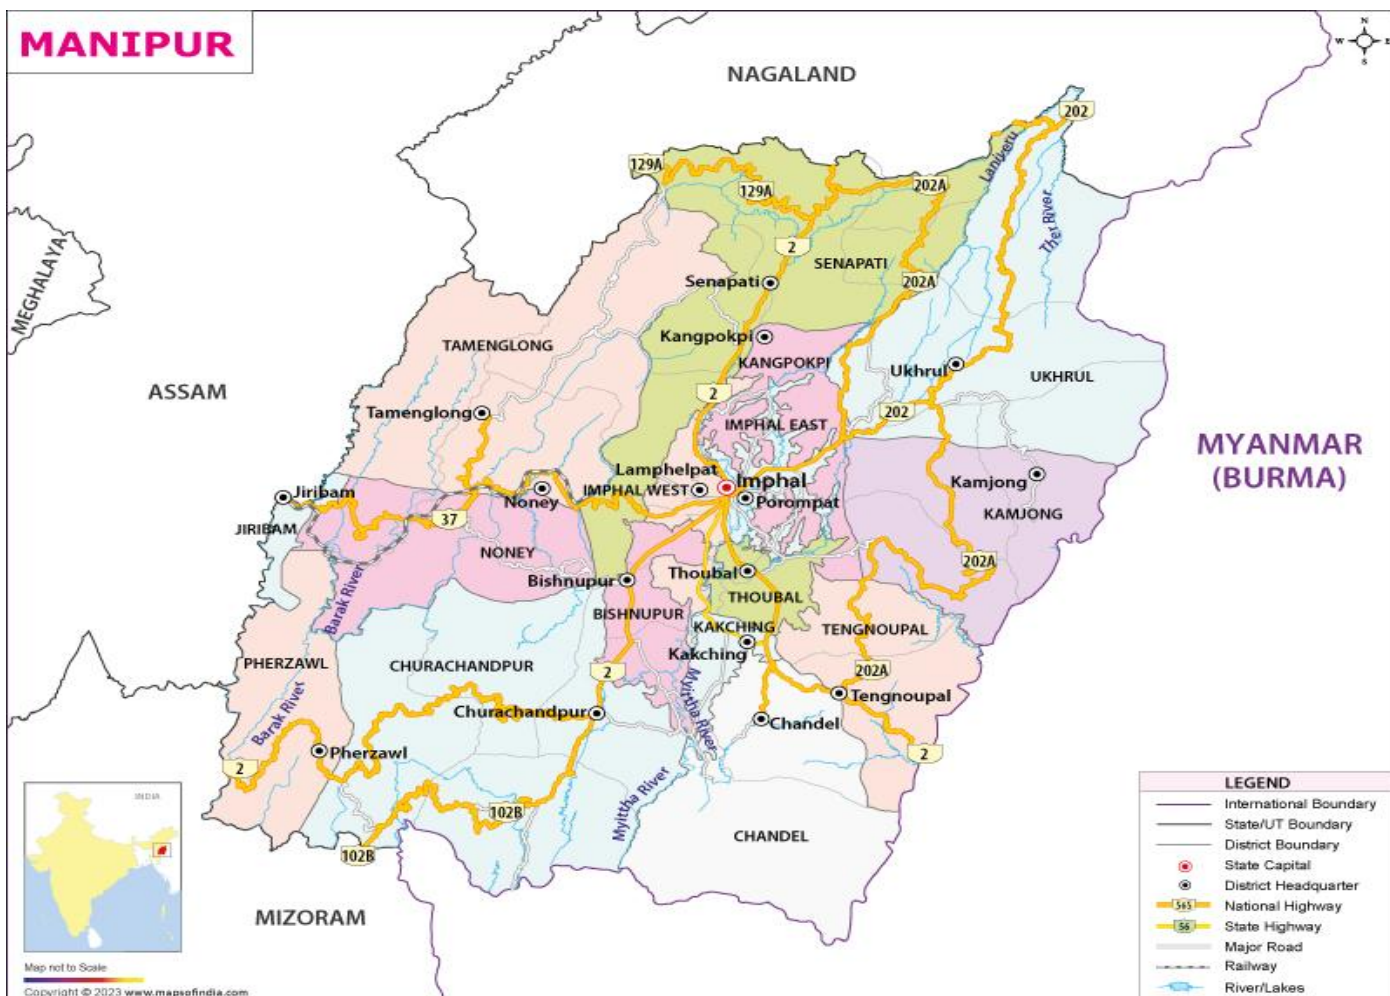 MANIPUR
N
W E
S
NAGALAND
202
129A
Laniveru
129A
202A
Ther River
2
SENAPATI
MEGHALAYA
Senapati
202A
Kangpokpi
TAMENGLONG
KANGPOKPI
Ukhrul
UKHRUL
ASSAM
2
Tamenglong
202
IMPHAL EAST
MYANMAR
(BURMA)
Lamphelpat
Imphal
Kamjong
Jiribam
Noney
IMPHAL WEST
Porompat
KAMJONG
37
JIRIBAM
NONEY
202A
Bishnupur
Thoubal
THOUBAL
Barak River
BISHNUPUR
KAKCHING
TENGNOUPAL
Kakching
PHERZAWL
CHURACHANDPUR
2
202A
Myittha River
Tengnoupal
Barak River
Churachandpur
Chandel
Pherzawl
2
2
Myittha River
102B
CHANDEL
102B
MIZORAM
INDIA
Map not to Scale
Copyright © 2023 www.mapsofindia.com
LEGEND
International Boundary
State/UT Boundary
District Boundary
State Capital
District Headquarter
565 National Highway
56 State Highway
Major Road
Railway
River/Lakes